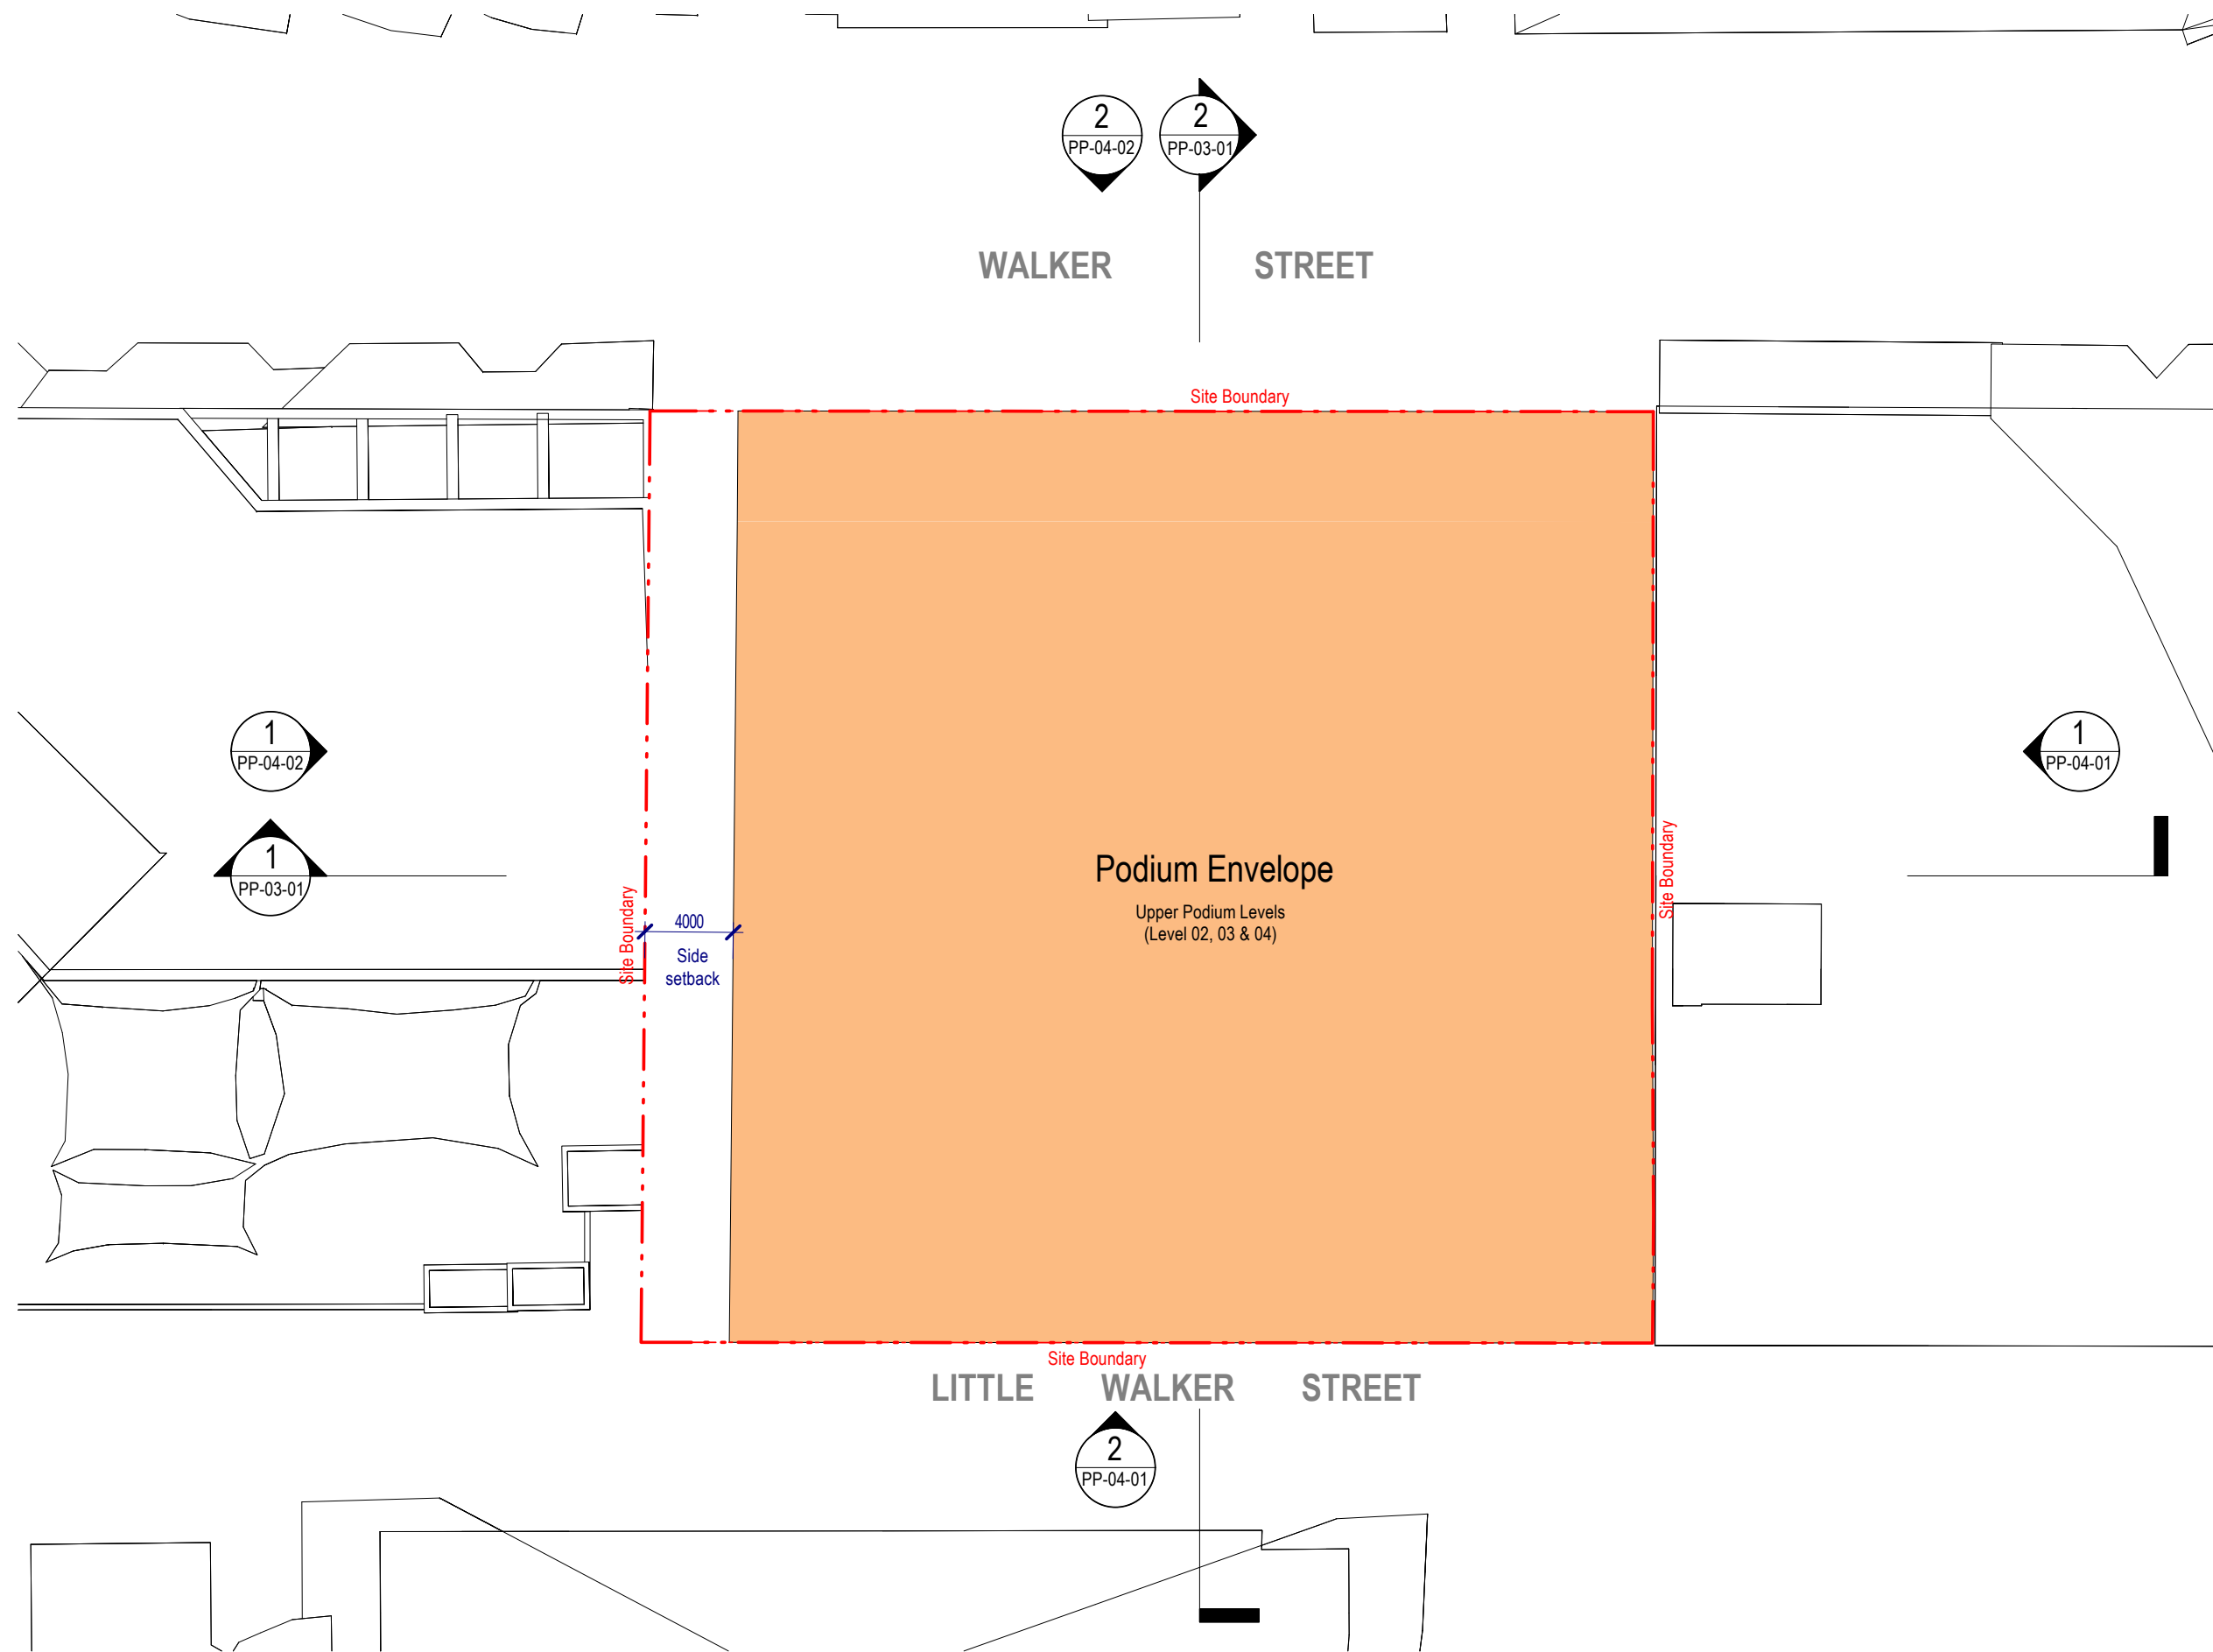 2
PP-04-02
2
PP-03-01
WALKER STREET
Site Boundary
1
PP-04-02
1
PP-04-01
1
PP-03-01
Site Boundary
4000
Side
setback
Podium Envelope
Upper Podium Levels
(Level 02, 03 & 04)
Site Boundary
Site Boundary
LITTLE WALKER STREET
2
PP-04-01